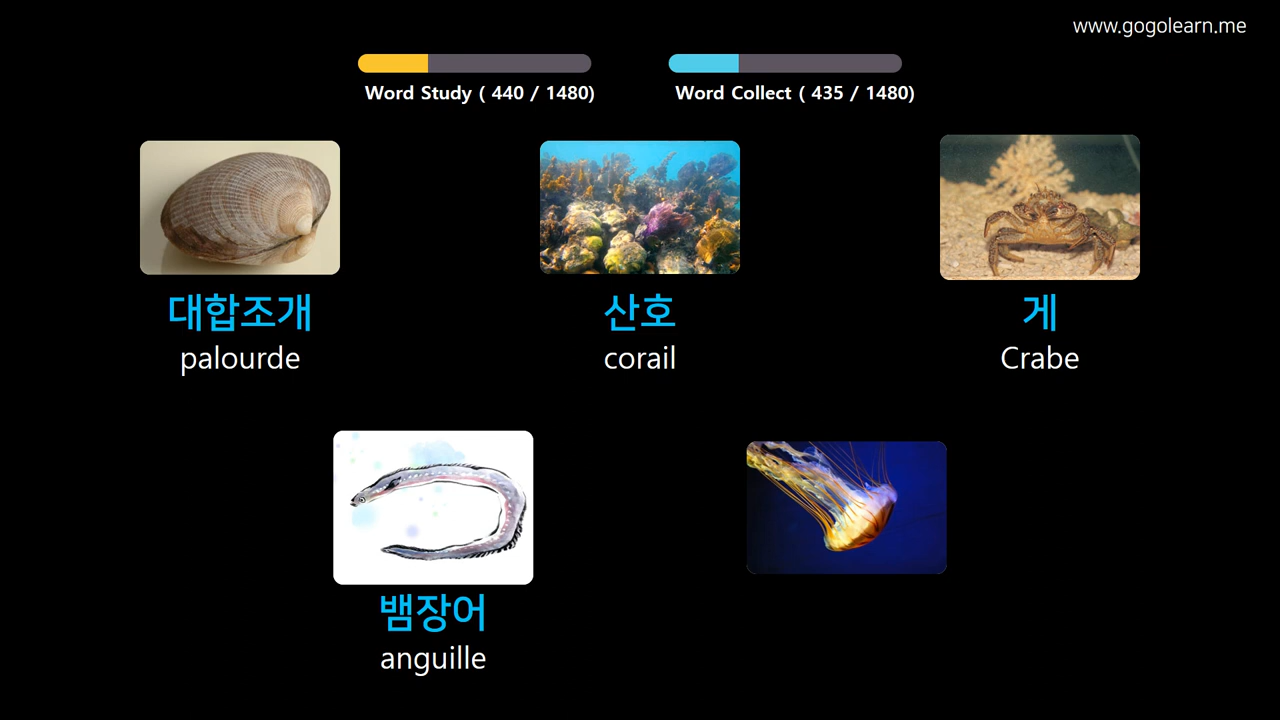 www.gogolearn.me
Word Study ( 440 / 1480)
Word Collect ( 435 / 1480)
대합조개
palourde
산호
corail
게
Crabe
뱀장어
anguille